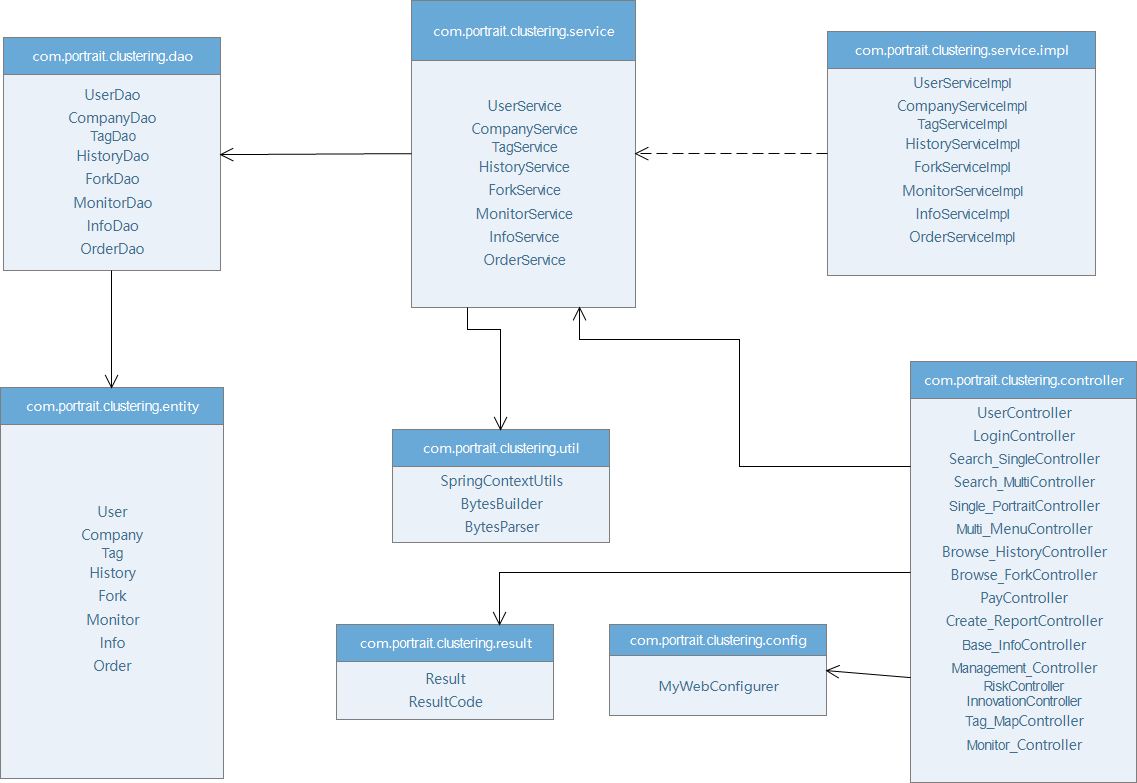 com.portrait.clustering.dao
UserDao
CompanyDao
TagDao
HistoryDao
ForkDao
MonitorDao
InfoDao
OrderDao
com.portrait.clustering.service
UserService
CompanyService
TagService
HistoryService
ForkService
MonitorService
InfoService
OrderService
com.portrait.clustering.service.impl
UserServiceImpl
CompanyServiceImpl
TagServiceImpl
HistoryServiceImpl
ForkServiceImpl
MonitorServiceImpl
InfoServiceImpl
OrderServiceImpl
com.portrait.clustering.entity
User
Company
Tag
History
Fork
Monitor
Info
Order
com.portrait.clustering.util
SpringContextUtils
BytesBuilder
BytesParser
com.portrait.clustering.controller
UserController
LoginController
Search_SingleController
Search_MultiController
Single_PortraitController
Multi_MenuController
Browse_HistoryController
Browse_ForkController
PayController
Create_ReportController
Base_InfoController
Management_Controller
RiskController
InnovationController
Tag_MapController
Monitor_Controller
com.portrait.clustering.result
Result
ResultCode
com.portrait.clustering.config
MyWebConfigurer